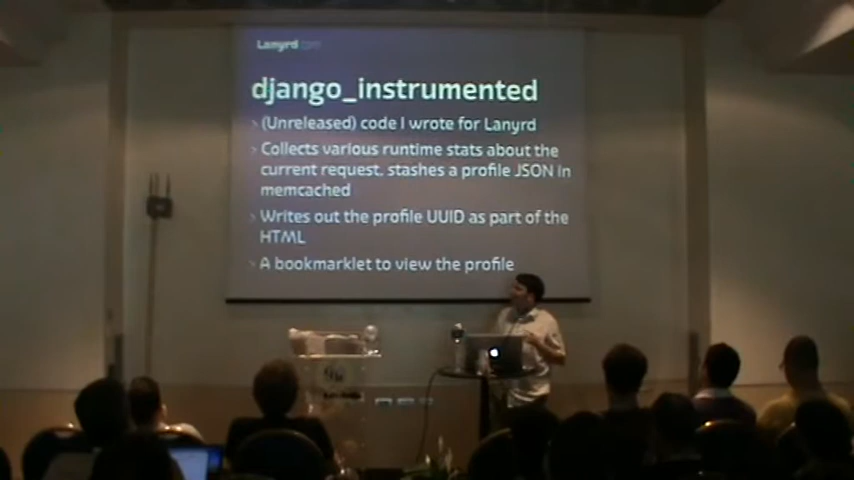 Lanyrd
django_instrumented
(Unreleased) code I wrote for Lanyrd
Collects various runtime stats about the
current request, stashes a profile JSON in
memcached
Writes out the profile UUID as part of the
HTML
A bookmarklet to view the profile